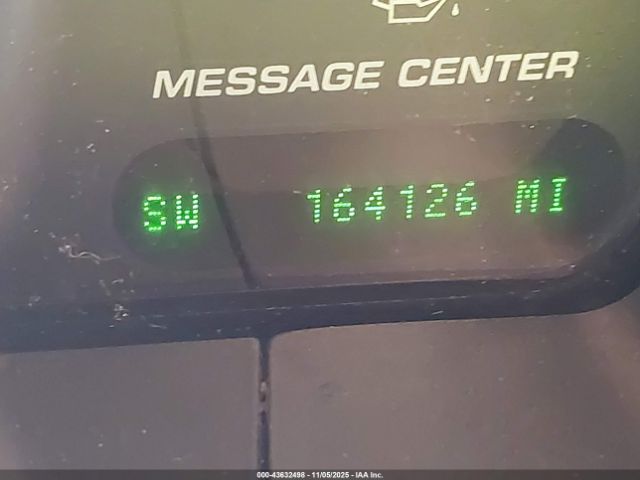 MESSAGE CENTER
SW 164126 MI
000-43632498 - 11/05/2025 - IAA Inc.